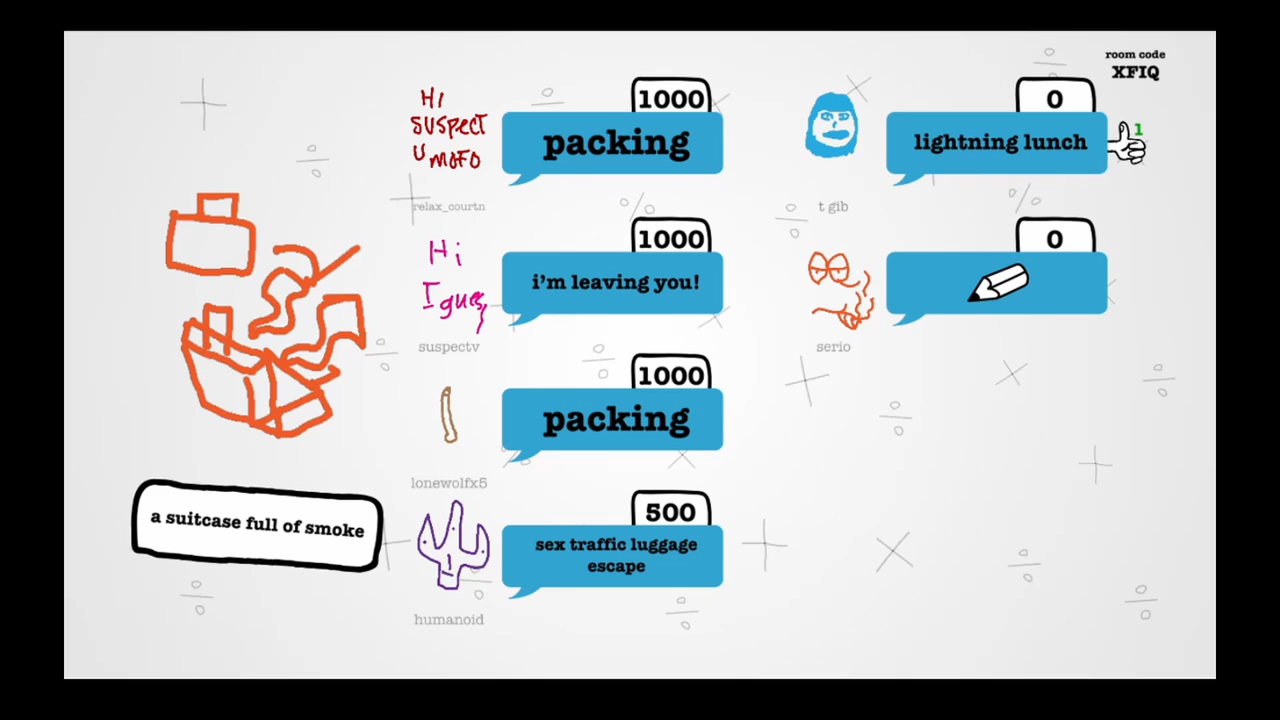 room code
XFIQ
Hi
suspect
u mofo
1000
packing
relax_courtn
0
lightning lunch
1
t gib
Hi
I guess
1000
i'm leaving you!
suspectv
0
serio
1000
packing
lonewolfx5
a suitcase full of smoke
500
sex traffic luggage
escape
humanoid